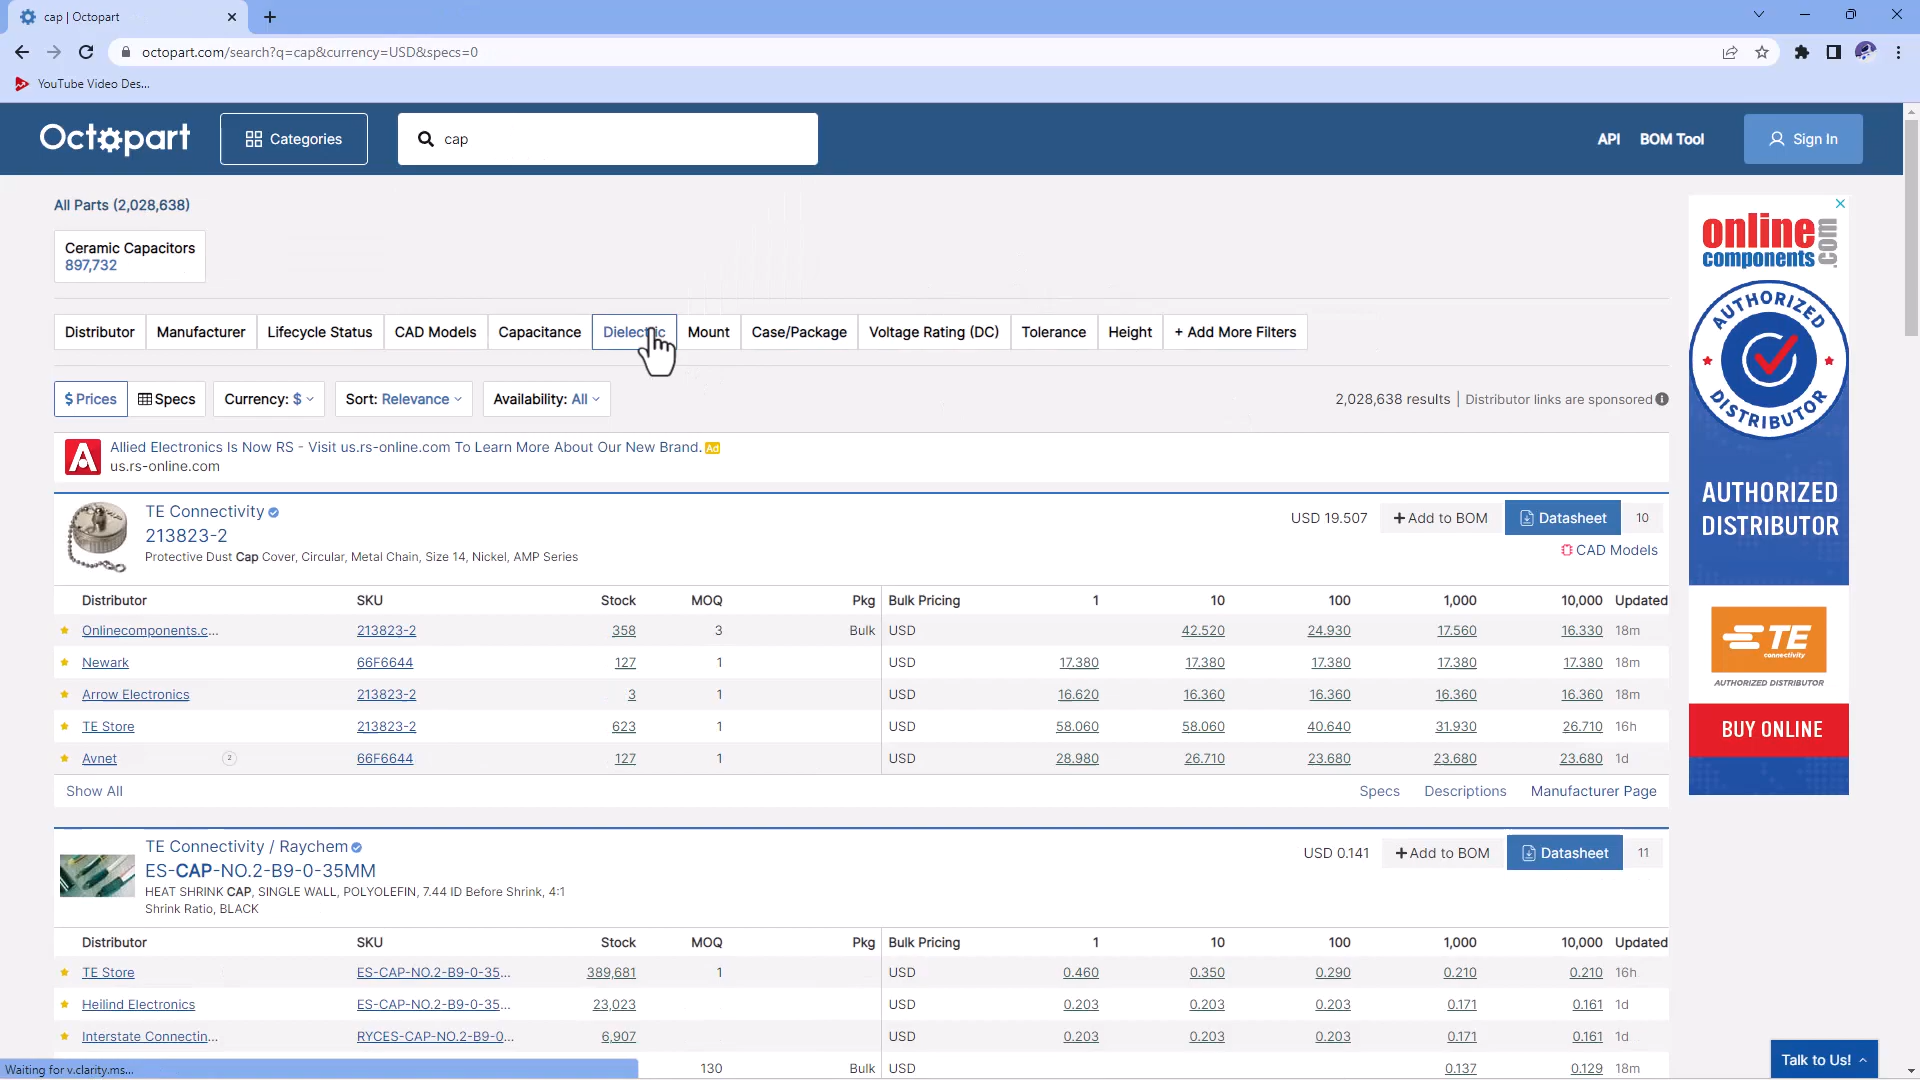 cap | Octopart
octopart.com/search?q=cap&currency=USD&specs=0
YouTube Video Des...
Octopart
Categories
cap
API
BOM Tool
Sign In
All Parts (2,028,638)
Ceramic Capacitors
897,732
Distributor
Manufacturer
Lifecycle Status
CAD Models
Capacitance
Dielectric
Mount
Case/Package
Voltage Rating (DC)
Tolerance
Height
+ Add More Filters
$ Prices
Specs
Currency: $
Sort: Relevance
Availability: All
2,028,638 results | Distributor links are sponsored
Allied Electronics Is Now RS - Visit us.rs-online.com To Learn More About Our New Brand. Ad
us.rs-online.com
TE Connectivity
213823-2
Protective Dust Cap Cover, Circular, Metal Chain, Size 14, Nickel, AMP Series
USD 19.507
+ Add to BOM
Datasheet
10
CAD Models
Distributor SKU Stock MOQ Pkg Bulk Pricing 1 10 100 1,000 10,000 Updated
Onlinecomponents.c... 213823-2 358 3 Bulk USD 42.520 24.930 17.560 16.330 18m
Newark 66F6644 127 1 USD 17.380 17.380 17.380 17.380 17.380 18m
Arrow Electronics 213823-2 3 1 USD 16.620 16.360 16.360 16.360 16.360 18m
TE Store 213823-2 623 1 USD 58.060 58.060 40.640 31.930 26.710 16h
Avnet 2 66F6644 127 1 USD 28.980 26.710 23.680 23.680 23.680 1d
Show All
Specs
Descriptions
Manufacturer Page
TE Connectivity / Raychem
ES-CAP-NO.2-B9-0-35MM
HEAT SHRINK CAP, SINGLE WALL, POLYOLEFIN, 7.44 ID Before Shrink, 4:1
Shrink Ratio, BLACK
USD 0.141
+ Add to BOM
Datasheet
11
Distributor SKU Stock MOQ Pkg Bulk Pricing 1 10 100 1,000 10,000 Updated
TE Store ES-CAP-NO.2-B9-0-35... 389,681 1 USD 0.460 0.350 0.290 0.210 0.210 16h
Heilind Electronics ES-CAP-NO.2-B9-0-35... 23,023 USD 0.203 0.203 0.203 0.171 0.161 1d
Interstate Connectin... RYCES-CAP-NO.2-B9-0... 6,907 USD 0.203 0.203 0.203 0.171 0.161 1d
130 Bulk USD 0.137 0.129 18m
Waiting for v.clarity.ms...
online
components.com
AUTHORIZED
DISTRIBUTOR
AUTHORIZED
DISTRIBUTOR
TE
connectivity
AUTHORIZED DISTRIBUTOR
BUY ONLINE
Talk to Us!